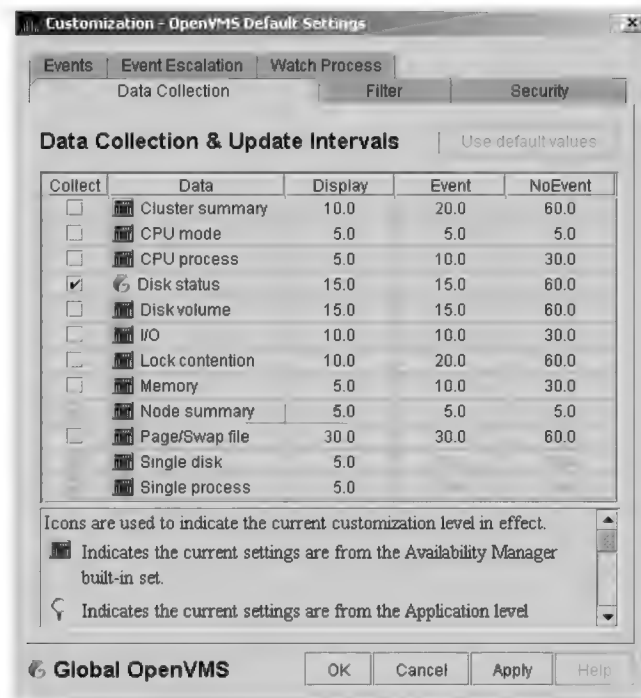 Customization - OpenVMS Default Settings
Events Event Escalation Watch Process
Data Collection Filter Security
Data Collection & Update Intervals Use default values
Collect Data Display Event NoEvent
Cluster summary 10.0 20.0 60.0
CPU mode 5.0 5.0 5.0
CPU process 5.0 10.0 30.0
Disk status 15.0 15.0 60.0
Disk volume 15.0 15.0 60.0
I/O 10.0 10.0 30.0
Lock contention 10.0 20.0 60.0
Memory 5.0 10.0 30.0
Node summary 5.0 5.0 5.0
Page/Swap file 30.0 30.0 60.0
Single disk 5.0
Single process 5.0
Icons are used to indicate the current customization level in effect.
Indicates the current settings are from the Availability Manager
built-in set.
Indicates the current settings are from the Application level
Global OpenVMS OK Cancel Apply Help